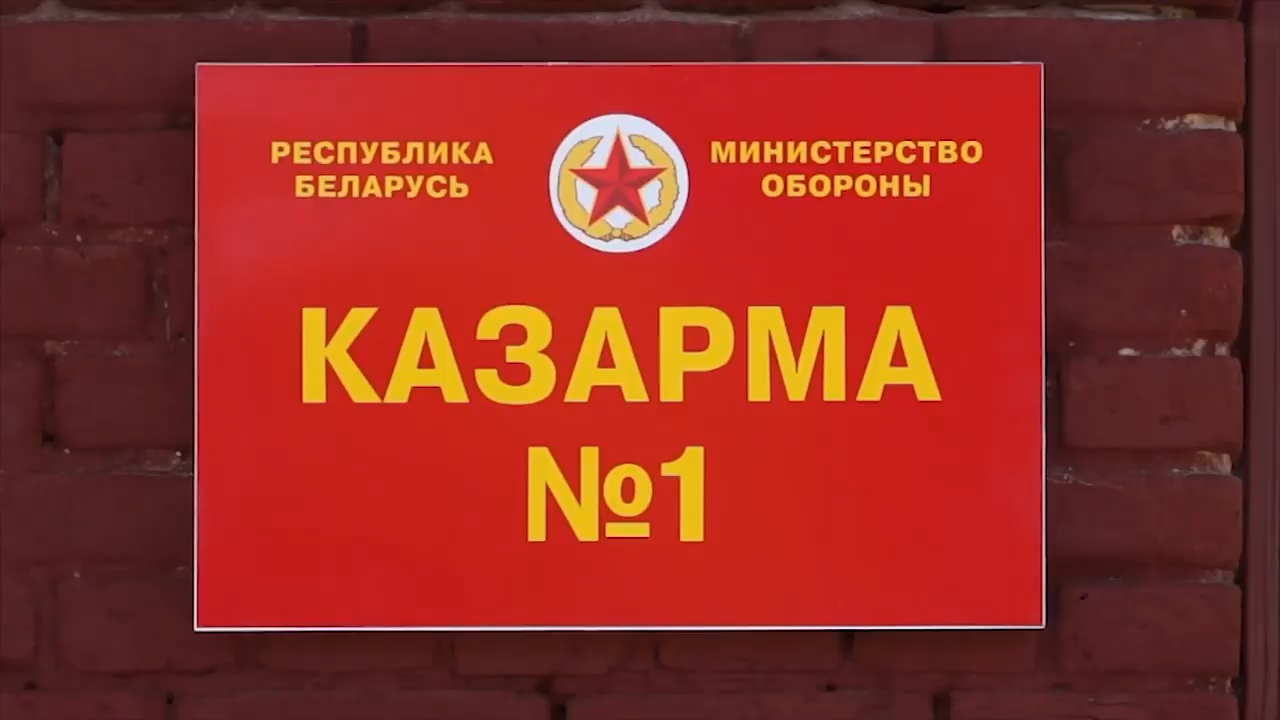 РЕСПУБЛИКА
БЕЛАРУСЬ
МИНИСТЕРСТВО
ОБОРОНЫ
КАЗАРМА
№1